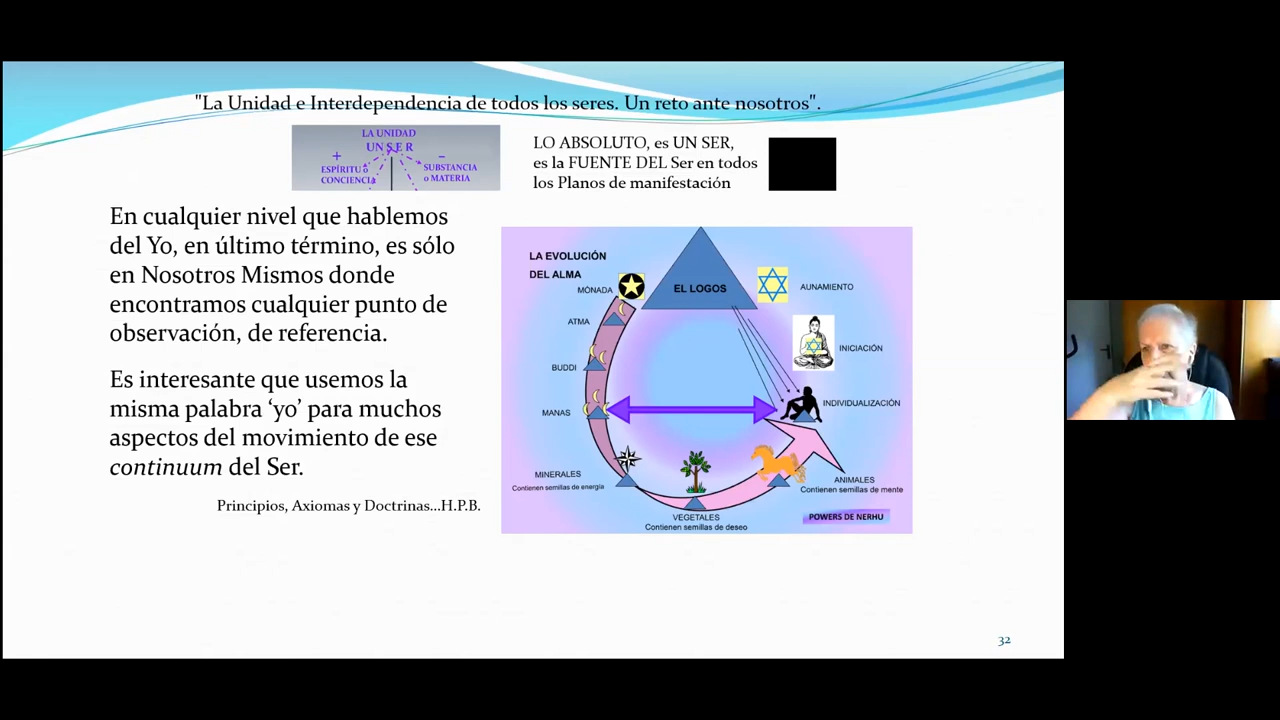 "La Unidad e Interdependencia de todos los seres. Un reto ante nosotros".
LA UNIDAD
UN SER
+
-
ESPÍRITU o
CONCIENCIA
SUBSTANCIA
o MATERIA
LO ABSOLUTO, es UN SER,
es la FUENTE DEL Ser en todos
los Planos de manifestación
En cualquier nivel que hablemos
del Yo, en último término, es sólo
en Nosotros Mismos donde
encontramos cualquier punto de
observación, de referencia.
Es interesante que usemos la
misma palabra ‘yo’ para muchos
aspectos del movimiento de ese
continuum del Ser.
Principios, Axiomas y Doctrinas...H.P.B.
LA EVOLUCIÓN
DEL ALMA
EL LOGOS
MÓNADA
ATMA
BUDDI
MANAS
MINERALES
Contienen semillas de energía
VEGETALES
Contienen semillas de deseo
ANIMALES
Contienen semillas de mente
INDIVIDUALIZACIÓN
INICIACIÓN
AUNAMIENTO
POWERS DE NERHU
32